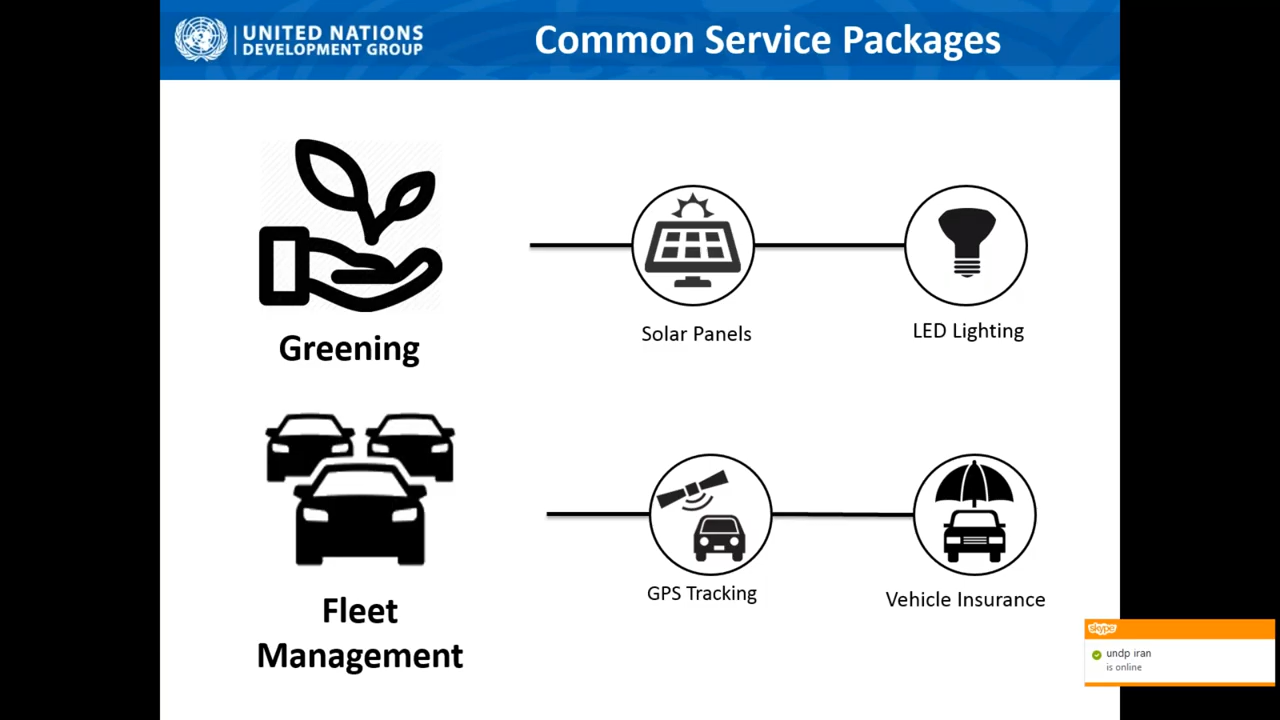 UNITED NATIONS
DEVELOPMENT GROUP
Common Service Packages
Solar Panels
LED Lighting
Greening
GPS Tracking
Vehicle Insurance
Fleet
Management
skype
undp iran
is online